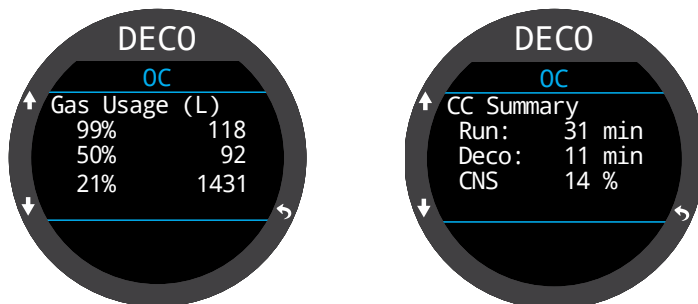 DECO
OC
Gas Usage (L)
99% 118
50% 92
21% 1431
DECO
OC
CC Summary
Run: 31 min
Deco: 11 min
CNS 14 %